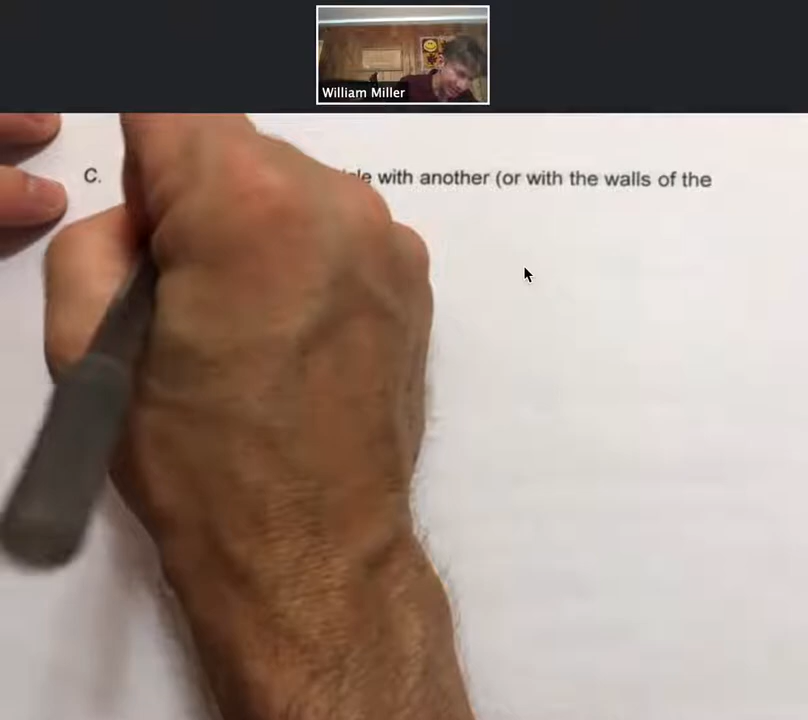 William Miller
C. with another (or with the walls of the